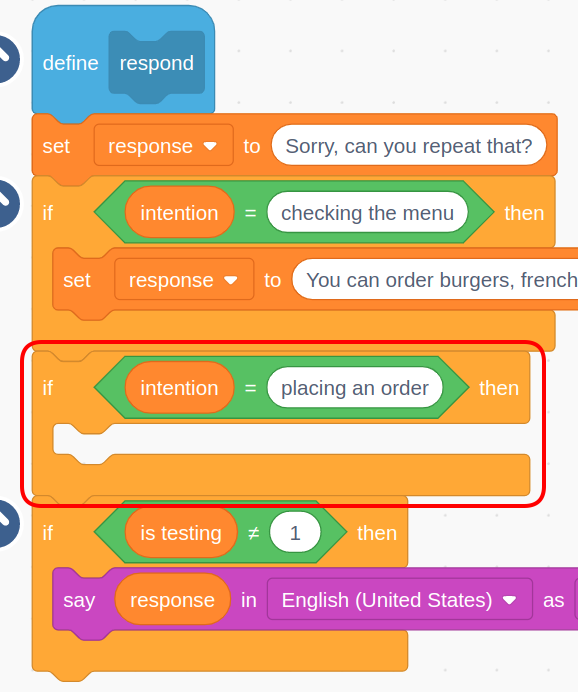 define respond
set response to Sorry, can you repeat that?
if intention = checking the menu then
set response to You can order burgers, french
if intention = placing an order then
if is testing ≠ 1 then
say response in English (United States) as